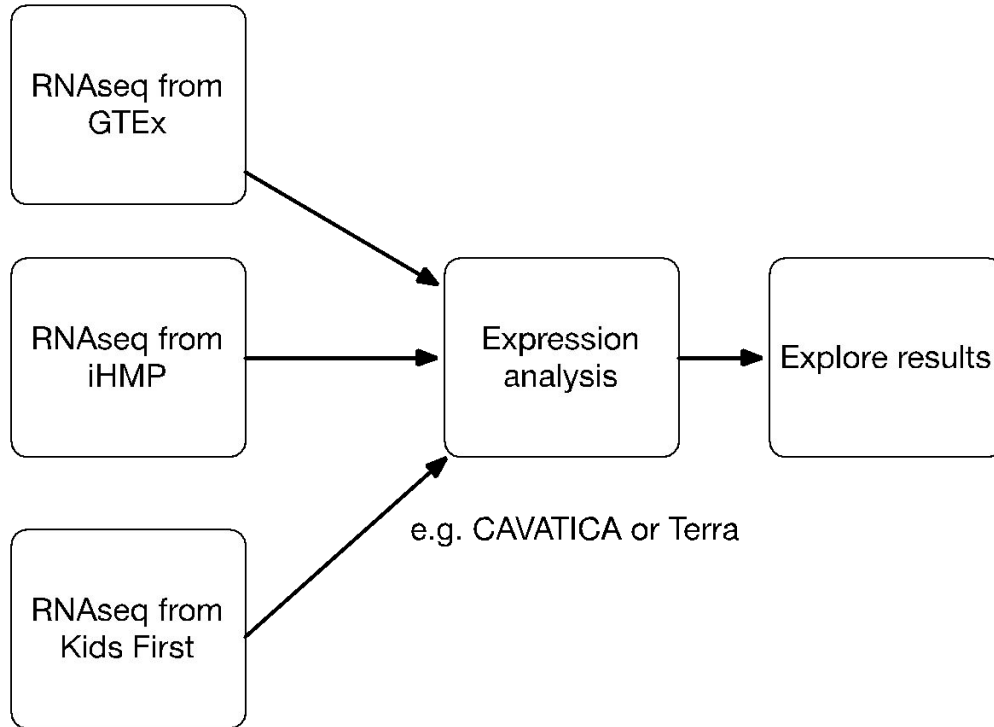 RNAseq from
GTEx
RNAseq from
iHMP
Expression
analysis
Explore results
e.g. CAVATICA or Terra
RNAseq from
Kids First